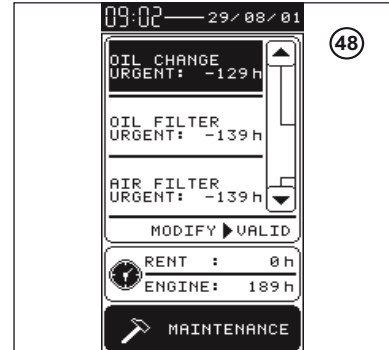 09:02 29/08/01
48
OIL CHANGE
URGENT: -129 h
OIL FILTER
URGENT: -139 h
AIR FILTER
URGENT: -139 h
MODIFY▶VALID
RENT : 0 h
ENGINE: 189 h
MAINTENANCE